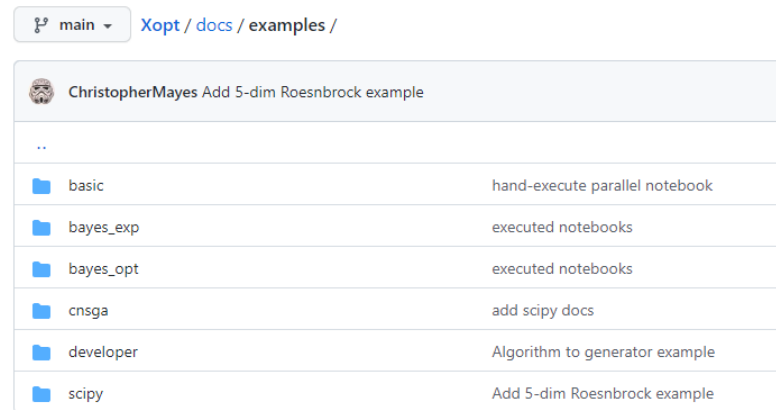 main
Xopt / docs / examples /
ChristopherMayes Add 5-dim Roesnbrock example
..
basic hand-execute parallel notebook
bayes_exp executed notebooks
bayes_opt executed notebooks
cnsga add scipy docs
developer Algorithm to generator example
scipy Add 5-dim Roesnbrock example